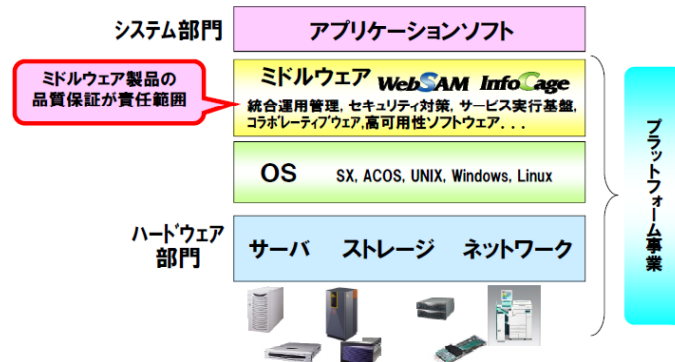 システム部門
アプリケーションソフト
ミドルウェア製品の
品質保証が責任範囲
ミドルウェア WebSAM InfoCage
統合運用管理, セキュリティ対策, サービス実行基盤,
コラボレーティブウェア,高可用性ソフトウェア. . .
OS SX, ACOS, UNIX, Windows, Linux
ハードウェア
部門
サーバ ストレージ ネットワーク
プラットフォーム事業